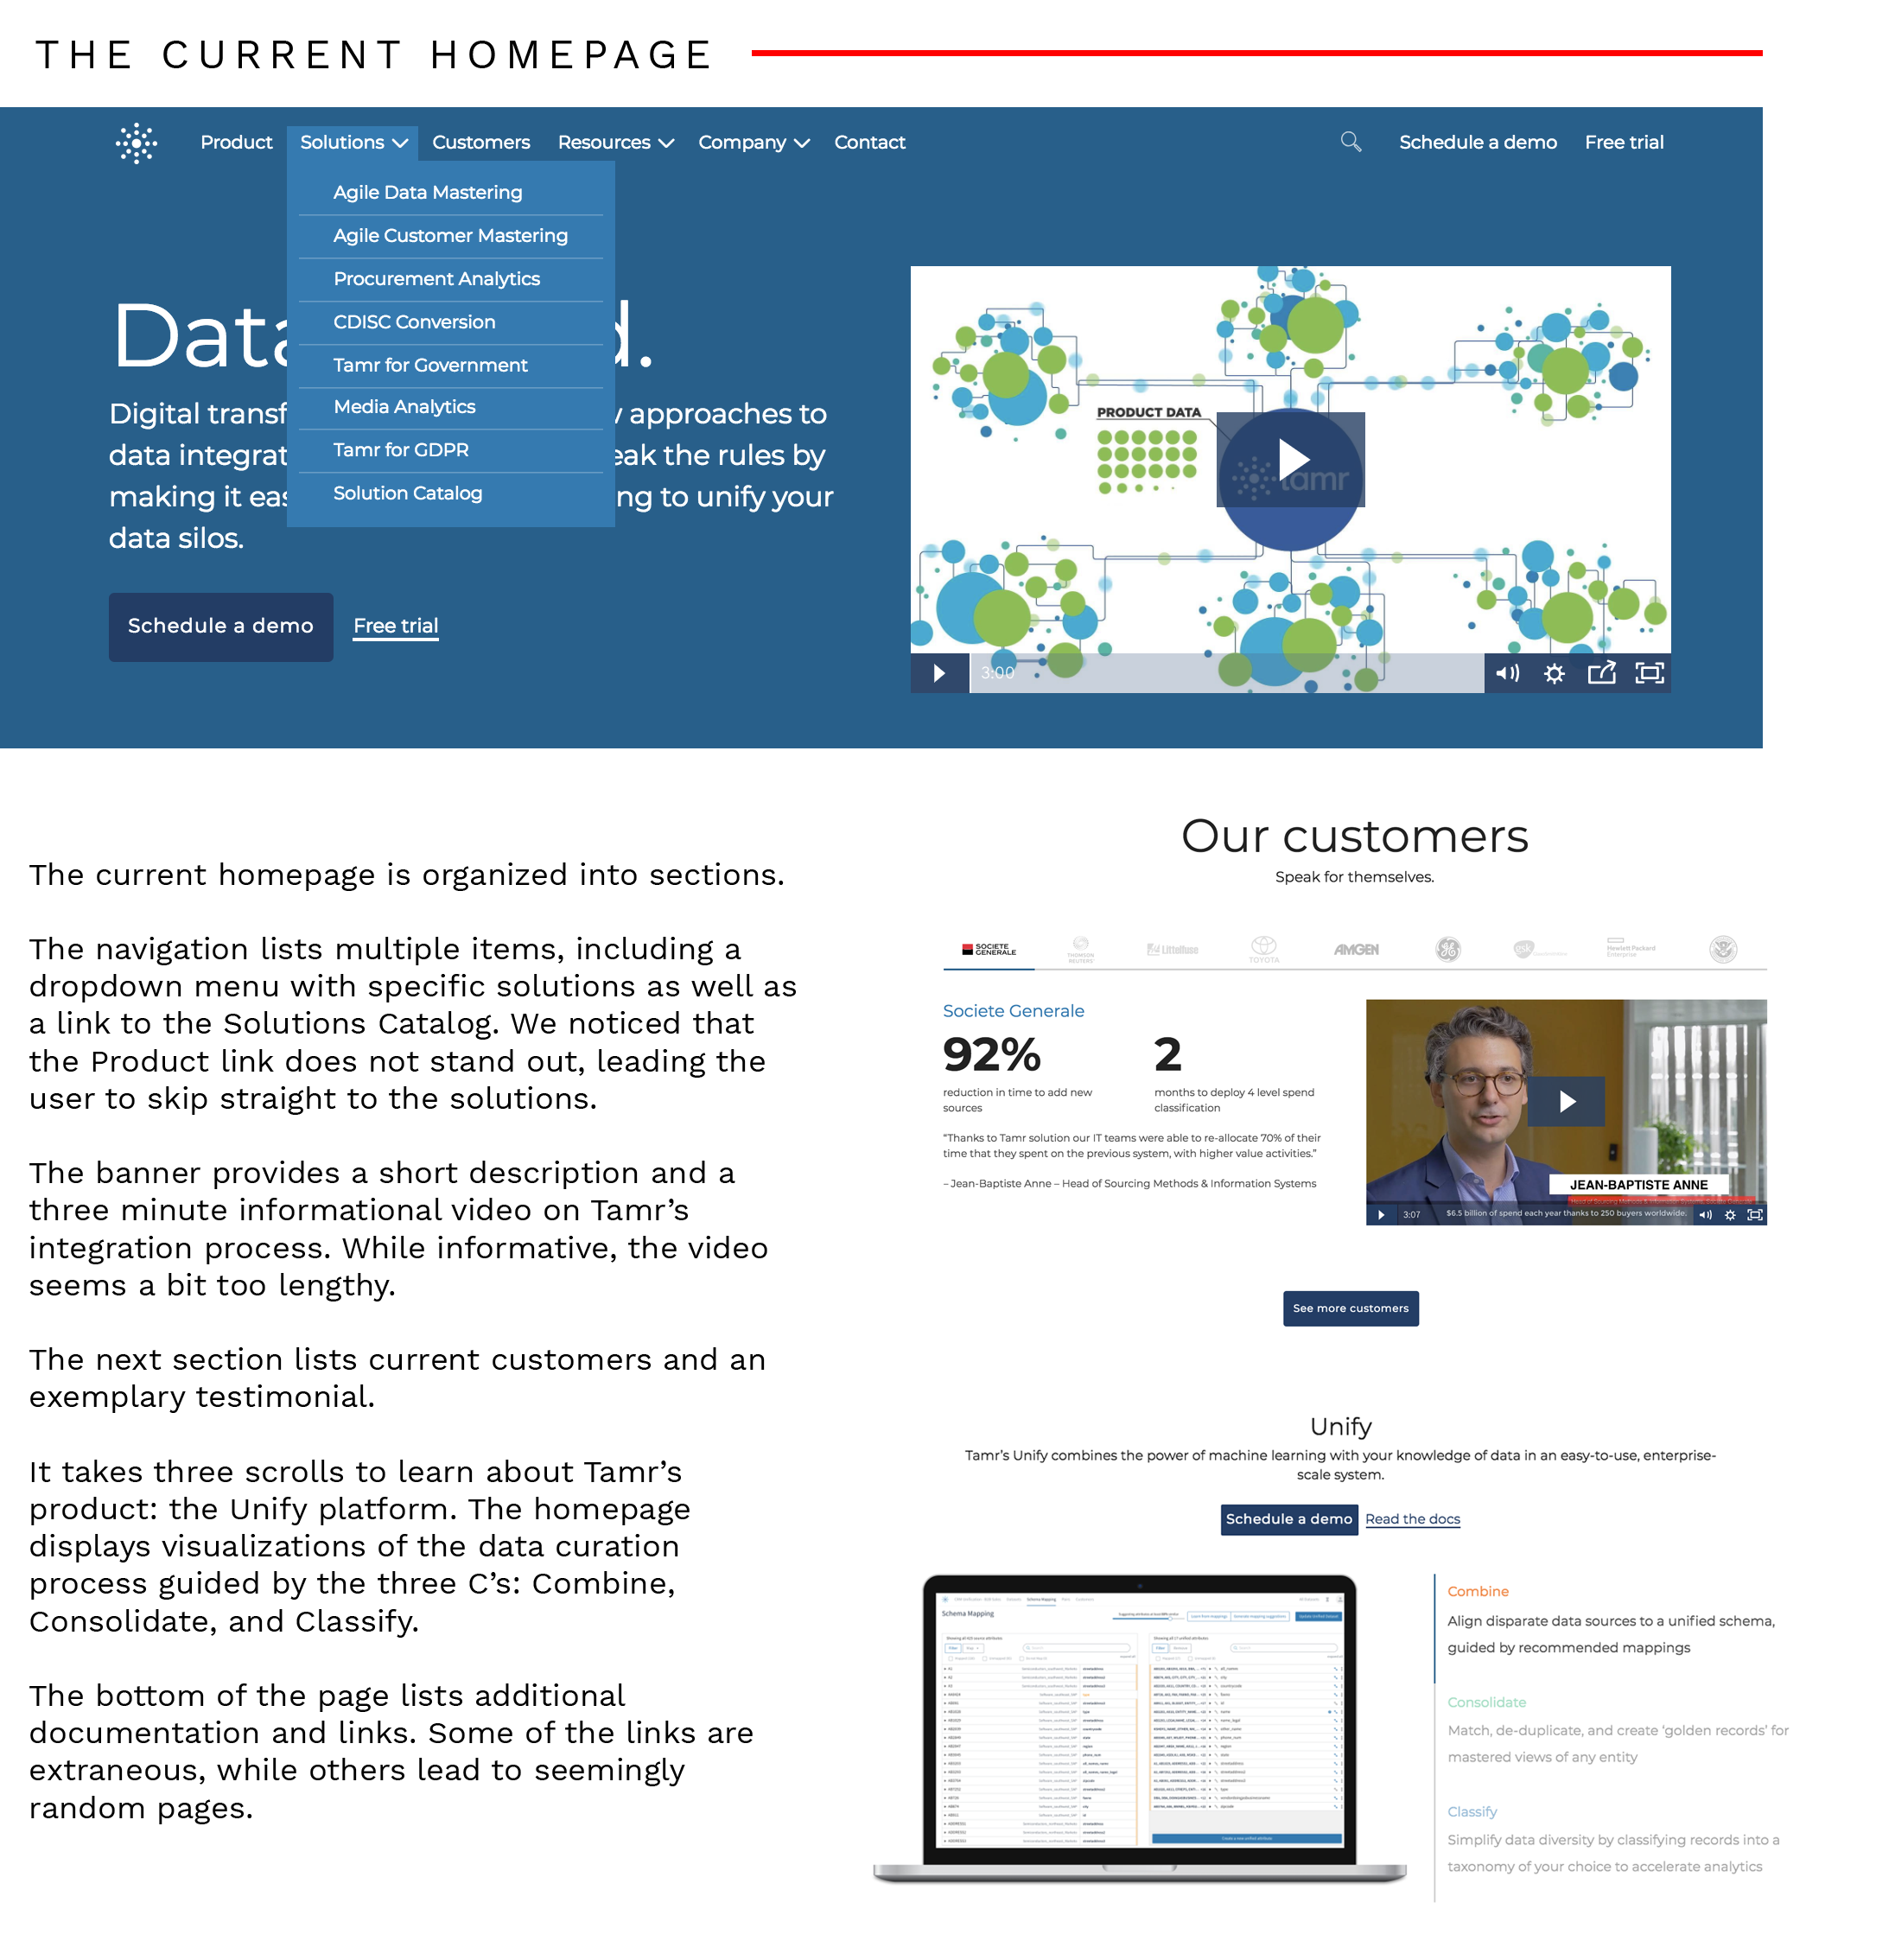 THE CURRENT HOMEPAGE
Product
Solutions
Customers
Resources
Company
Contact
Schedule a demo
Free trial
Agile Data Mastering
Agile Customer Mastering
Procurement Analytics
CDISC Conversion
Tamr for Government
Media Analytics
Tamr for GDPR
Solution Catalog
Data d.
Digital transf approaches to
data integrat eak the rules by
making it eas ng to unify your
data silos.
Schedule a demo
Free trial
PRODUCT DATA
tamr
3:00
The current homepage is organized into sections.
The navigation lists multiple items, including a
dropdown menu with specific solutions as well as
a link to the Solutions Catalog. We noticed that
the Product link does not stand out, leading the
user to skip straight to the solutions.
The banner provides a short description and a
three minute informational video on Tamr’s
integration process. While informative, the video
seems a bit too lengthy.
The next section lists current customers and an
exemplary testimonial.
It takes three scrolls to learn about Tamr’s
product: the Unify platform. The homepage
displays visualizations of the data curation
process guided by the three C’s: Combine,
Consolidate, and Classify.
The bottom of the page lists additional
documentation and links. Some of the links are
extraneous, while others lead to seemingly
random pages.
Our customers
Speak for themselves.
SOCIETE
GENERALE
THOMSON
REUTERS
Littelfuse
TOYOTA
AMGEN
Hewlett Packard
Enterprise
Societe Generale
92%
reduction in time to add new
sources
2
months to deploy 4 level spend
classification
“Thanks to Tamr solution our IT teams were able to re-allocate 70% of their
time that they spent on the previous system, with higher value activities.”
– Jean-Baptiste Anne – Head of Sourcing Methods & Information Systems
JEAN-BAPTISTE ANNE
3:07
$6.5 billion of spend each year thanks to 250 buyers worldwide.
See more customers
Unify
Tamr’s Unify combines the power of machine learning with your knowledge of data in an easy-to-use, enterprise-
scale system.
Schedule a demo
Read the docs
Schema Mapping
Combine
Align disparate data sources to a unified schema,
guided by recommended mappings
Consolidate
Match, de-duplicate, and create ‘golden records’ for
mastered views of any entity
Classify
Simplify data diversity by classifying records into a
taxonomy of your choice to accelerate analytics